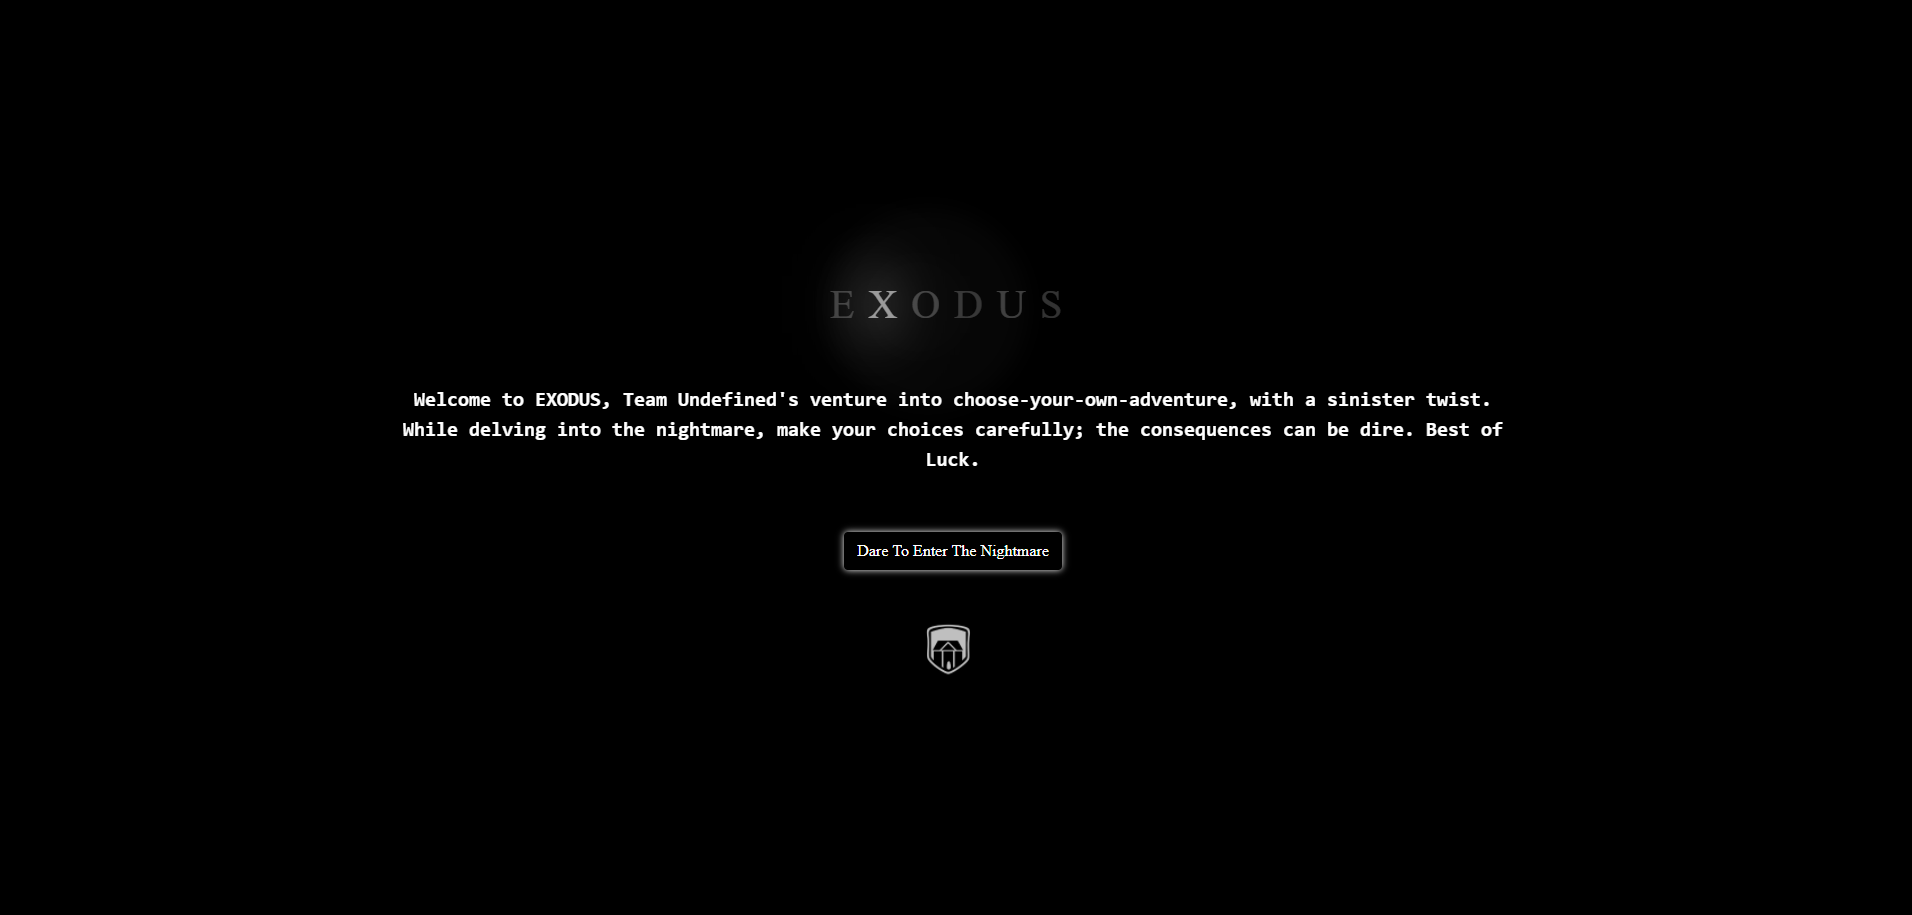 EXODUS
Welcome to EXODUS, Team Undefined's venture into choose-your-own-adventure, with a sinister twist.
While delving into the nightmare, make your choices carefully; the consequences can be dire. Best of
Luck.
Dare To Enter The Nightmare